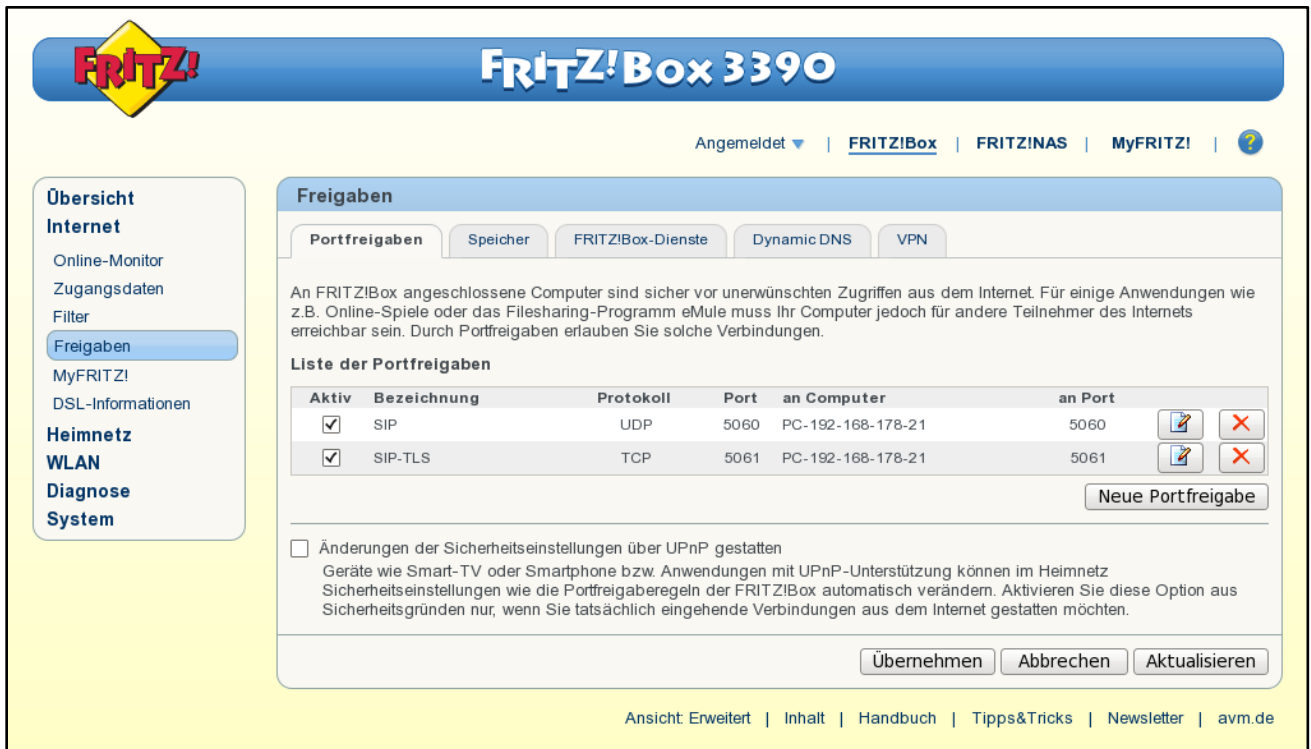 FRITZ!
FRITZ!Box 3390
Angemeldet | FRITZ!Box | FRITZ!NAS | MyFRITZ! | ?
Übersicht
Internet
Online-Monitor
Zugangsdaten
Filter
Freigaben
MyFRITZ!
DSL-Informationen
Heimnetz
WLAN
Diagnose
System
Freigaben
Portfreigaben Speicher FRITZ!Box-Dienste Dynamic DNS VPN
An FRITZ!Box angeschlossene Computer sind sicher vor unerwünschten Zugriffen aus dem Internet. Für einige Anwendungen wie
z.B. Online-Spiele oder das Filesharing-Programm eMule muss Ihr Computer jedoch für andere Teilnehmer des Internets
erreichbar sein. Durch Portfreigaben erlauben Sie solche Verbindungen.
Liste der Portfreigaben
Aktiv Bezeichnung Protokoll Port an Computer an Port
SIP UDP 5060 PC-192-168-178-21 5060
SIP-TLS TCP 5061 PC-192-168-178-21 5061
Neue Portfreigabe
Änderungen der Sicherheitseinstellungen über UPnP gestatten
Geräte wie Smart-TV oder Smartphone bzw. Anwendungen mit UPnP-Unterstützung können im Heimnetz
Sicherheitseinstellungen wie die Portfreigaberegeln der FRITZ!Box automatisch verändern. Aktivieren Sie diese Option aus
Sicherheitsgründen nur, wenn Sie tatsächlich eingehende Verbindungen aus dem Internet gestatten möchten.
Übernehmen Abbrechen Aktualisieren
Ansicht: Erweitert | Inhalt | Handbuch | Tipps&Tricks | Newsletter | avm.de